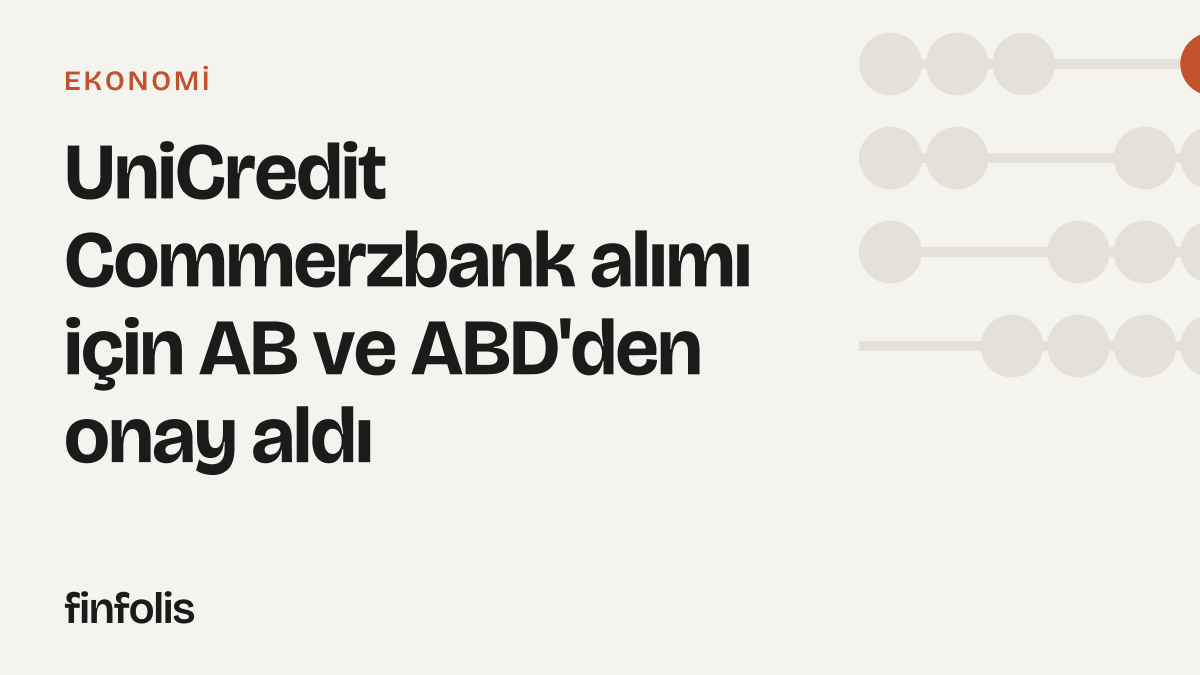 EKONOMİ
UniCredit
Commerzbank alımı
için AB ve ABD'den
onay aldı
finfolis